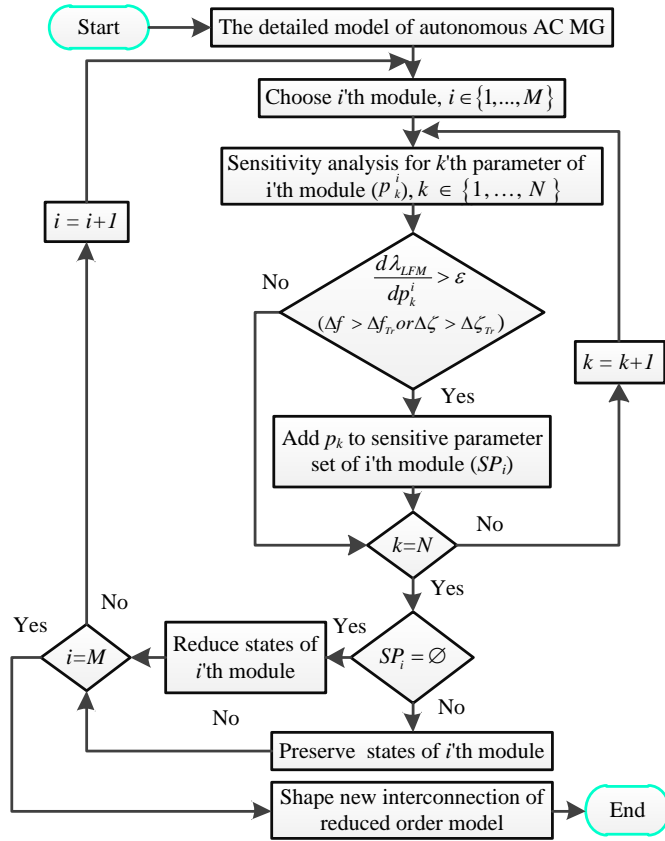 Start
The detailed model of autonomous AC MG
Choose i'th module, i ∈{1,...,M}
Sensitivity analysis for k'th parameter of
i'th module (p_k^i), k ∈ {1, …, N}
i = i+1
No
dλ_LFM
dp_k^i
> ε
(Δf > Δf_Tr or Δζ > Δζ_Tr)
k = k+1
Yes
Add p_k to sensitive parameter
set of i'th module (SP_i)
k=N
No
Yes
No
Yes
i=M
Reduce states of
i'th module
Yes
SP_i = ∅
No
No
Preserve states of i'th module
Shape new interconnection of
reduced order model
End